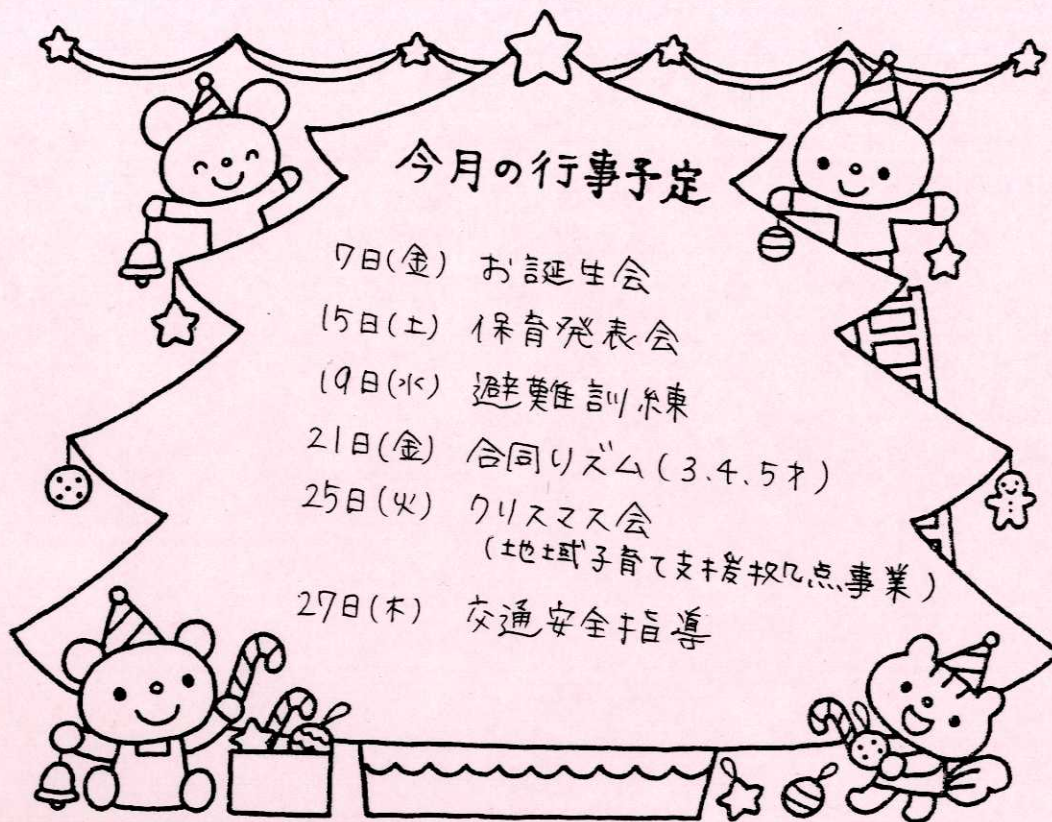 今月の行事予定
7日(金) お誕生会
15日(土) 保育発表会
19日(水) 避難訓練
21日(金) 合同リズム(3.4.5才)
25日(火) クリスマス会
(地域子育て支援拠点事業)
27日(木) 交通安全指導